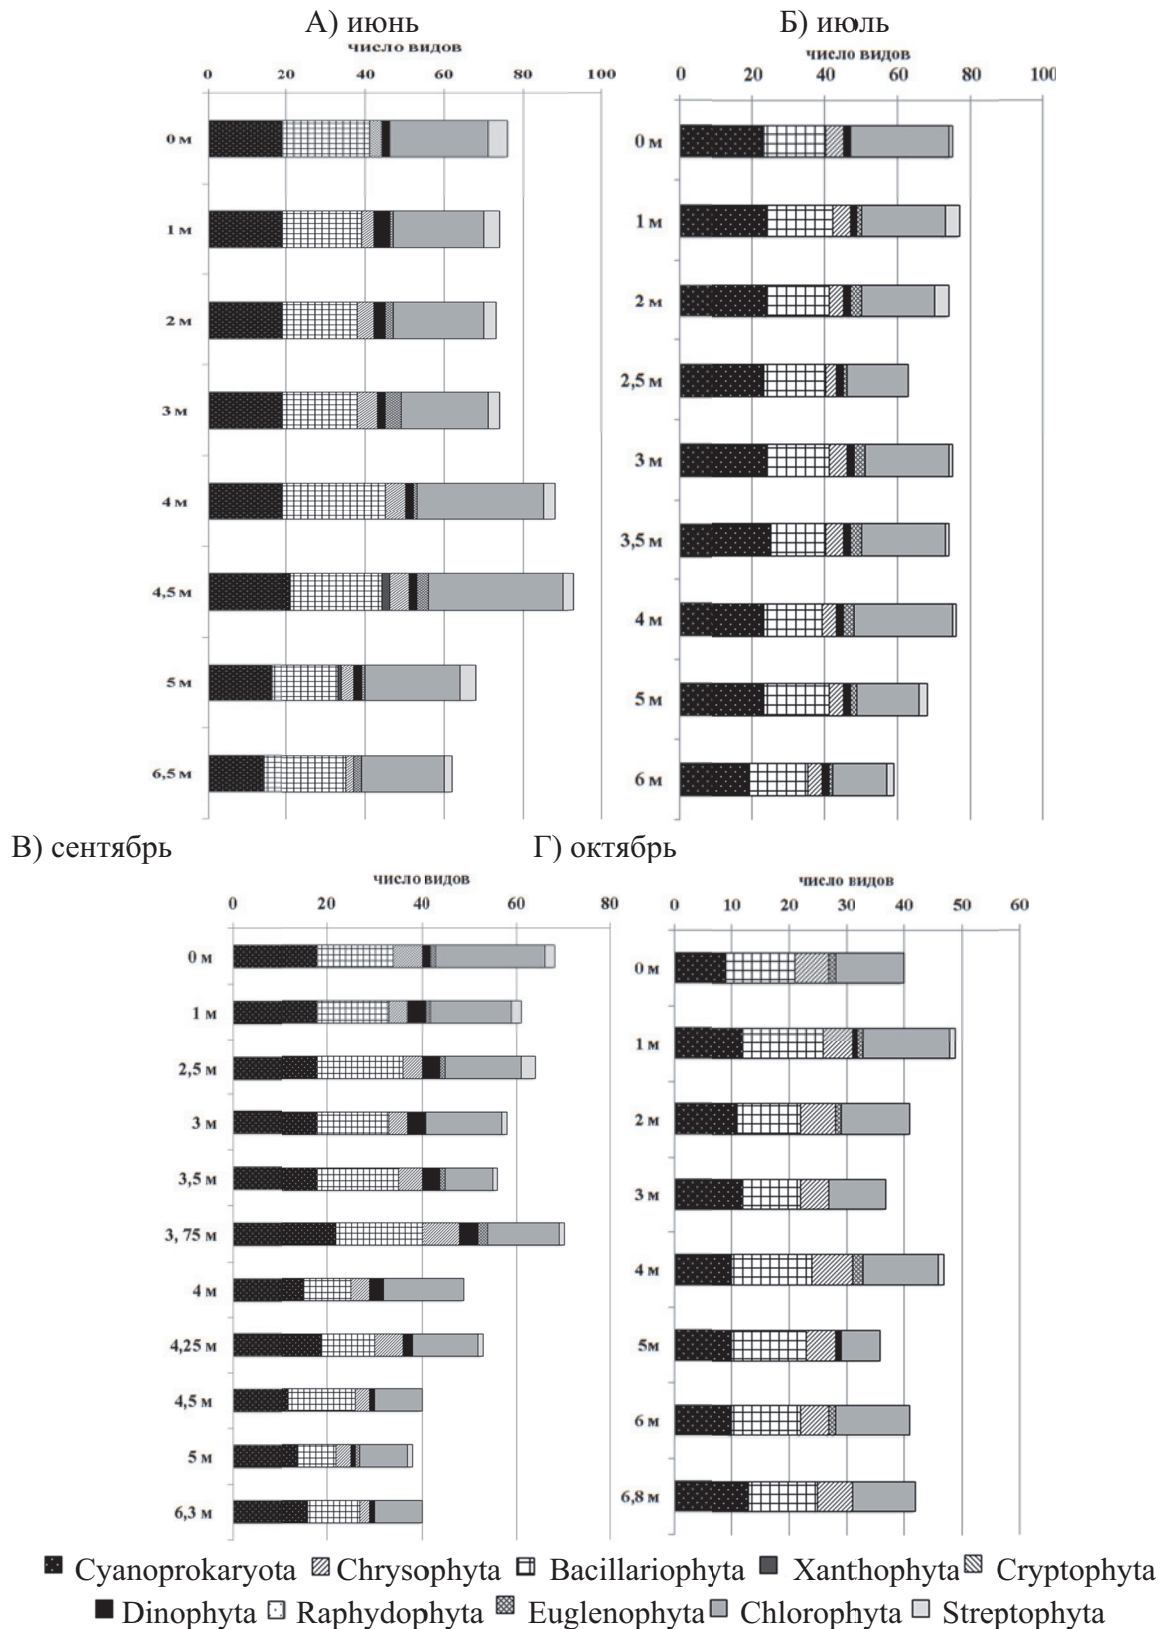 А) июнь
число видов
0 20 40 60 80 100
0 м
1 м
2 м
3 м
4 м
4,5 м
5 м
6,5 м
Б) июль
число видов
0 20 40 60 80 100
0 м
1 м
2 м
2,5 м
3 м
3,5 м
4 м
5 м
6 м
В) сентябрь
число видов
0 20 40 60 80
0 м
1 м
2,5 м
3 м
3,5 м
3, 75 м
4 м
4,25 м
4,5 м
5 м
6,3 м
Г) октябрь
число видов
0 10 20 30 40 50 60
0 м
1 м
2 м
3 м
4 м
5м
6 м
6,8 м
Cyanoprokaryota Chrysophyta Bacillariophyta Xanthophyta Cryptophyta
Dinophyta Raphydophyta Euglenophyta Chlorophyta Streptophyta